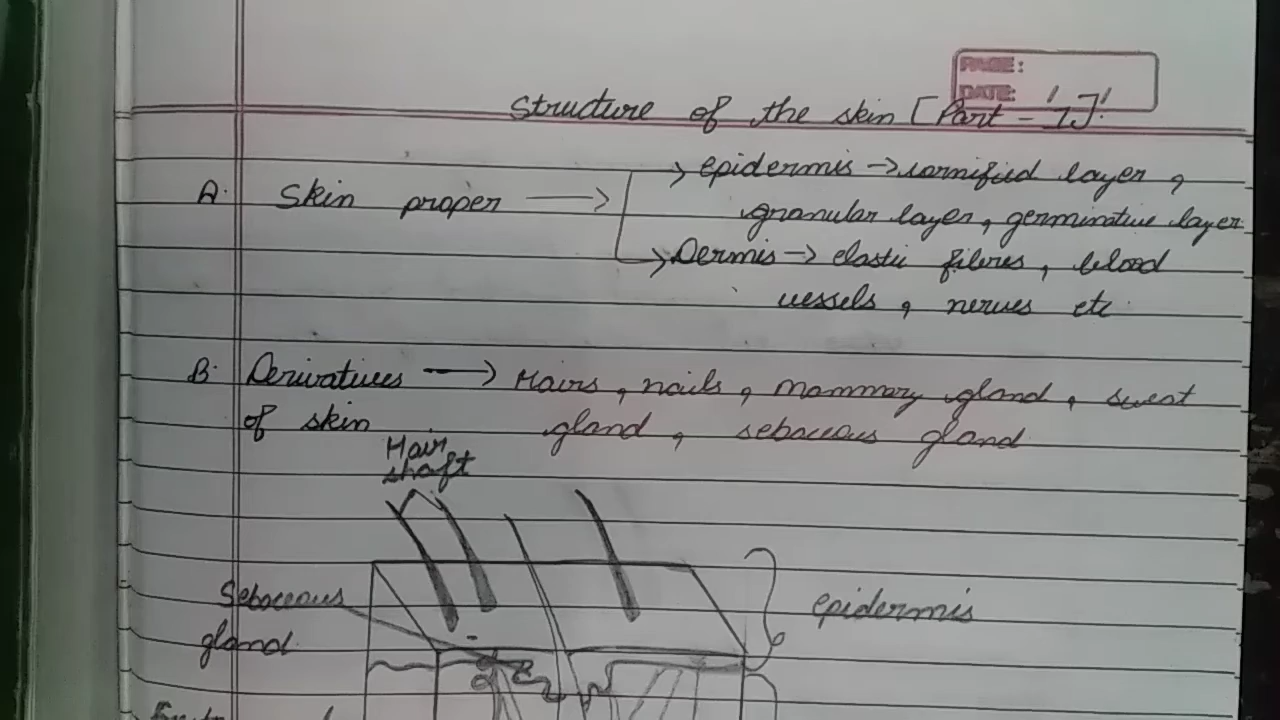 PAGE:
DATE:
Structure of the skin [Part - I]
A. Skin proper → epidermis → cornified layer,
granular layer, germinative layer
Dermis → elastic fibres, blood
vessels, nerves etc.
B. Derivatives → Hairs, nails, mammary gland, sweat
of skin gland, sebaceous gland
Hair
shaft
Sebaceous
gland
epidermis